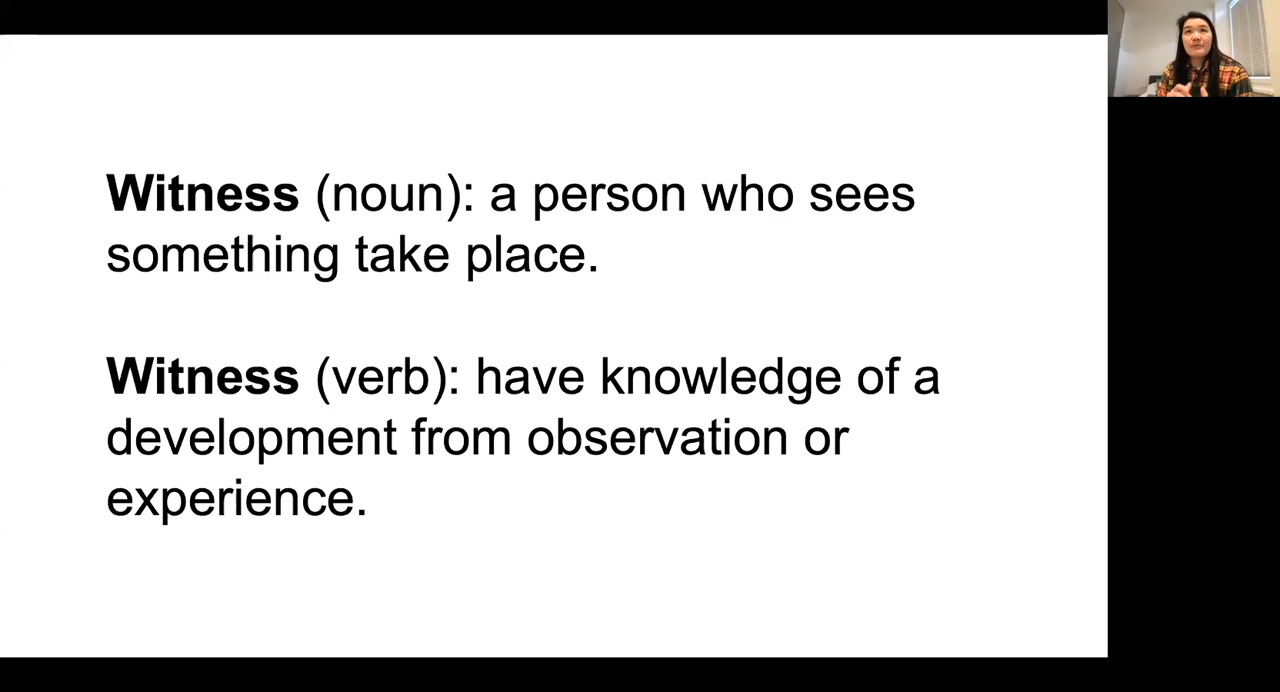 Witness (noun): a person who sees
something take place.
Witness (verb): have knowledge of a
development from observation or
experience.